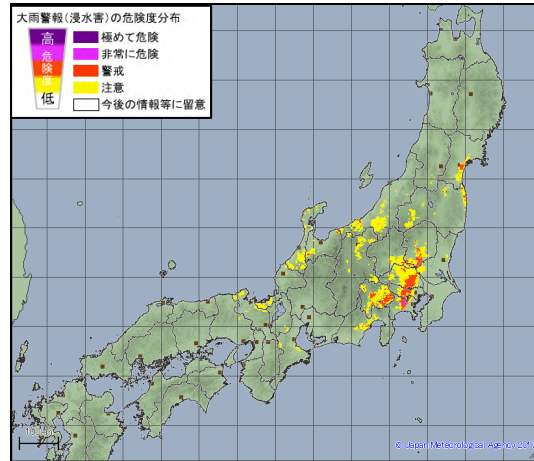 大雨警報(浸水害)の危険度分布
高
危
険
度
低
極めて危険
非常に危険
警戒
注意
今後の情報等に留意
© Japan Meteorological Agency